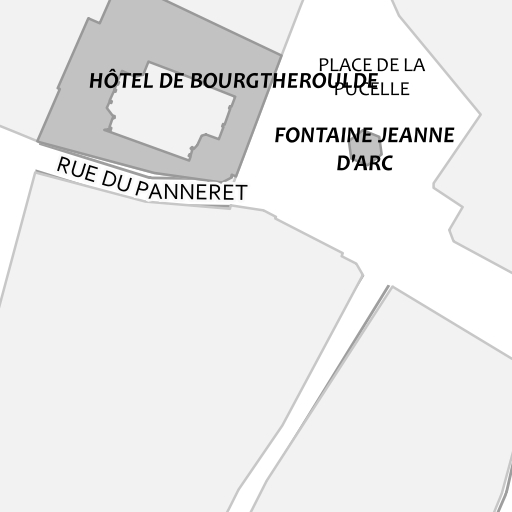 PLACE DE LA
PUCELLE
HÔTEL DE BOURGTHEROULDE
FONTAINE JEANNE
D'ARC
RUE DU PANNERET